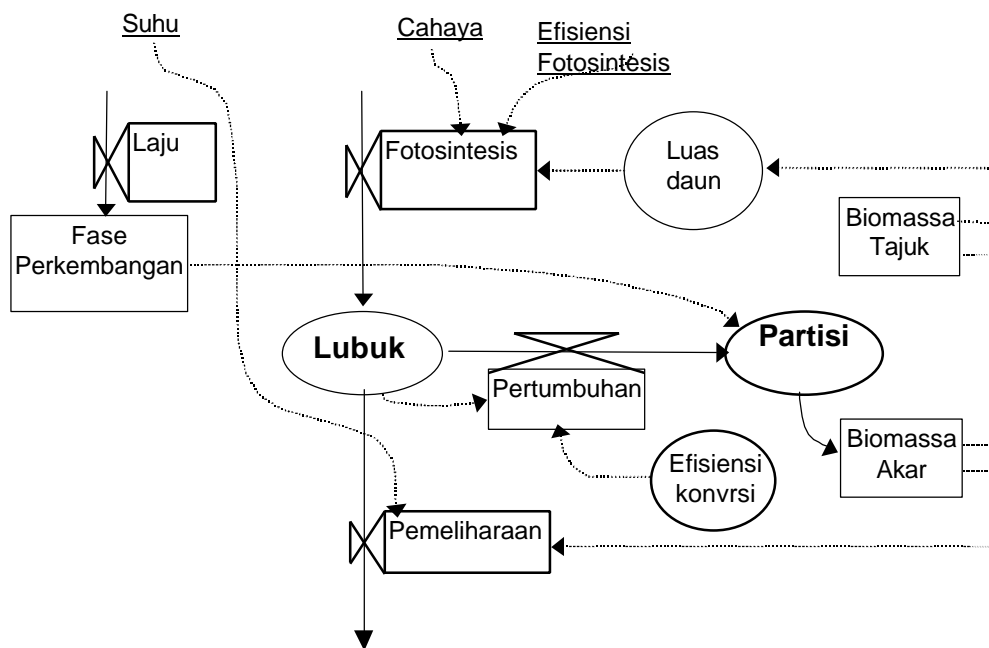 Suhu
Cahaya
Efisiensi
Fotosintesis
Laju
Fotosintesis
Luas
daun
Fase
Perkembangan
Biomassa
Tajuk
Lubuk
Partisi
Pertumbuhan
Biomassa
Akar
Efisiensi
konvrsi
Pemeliharaan